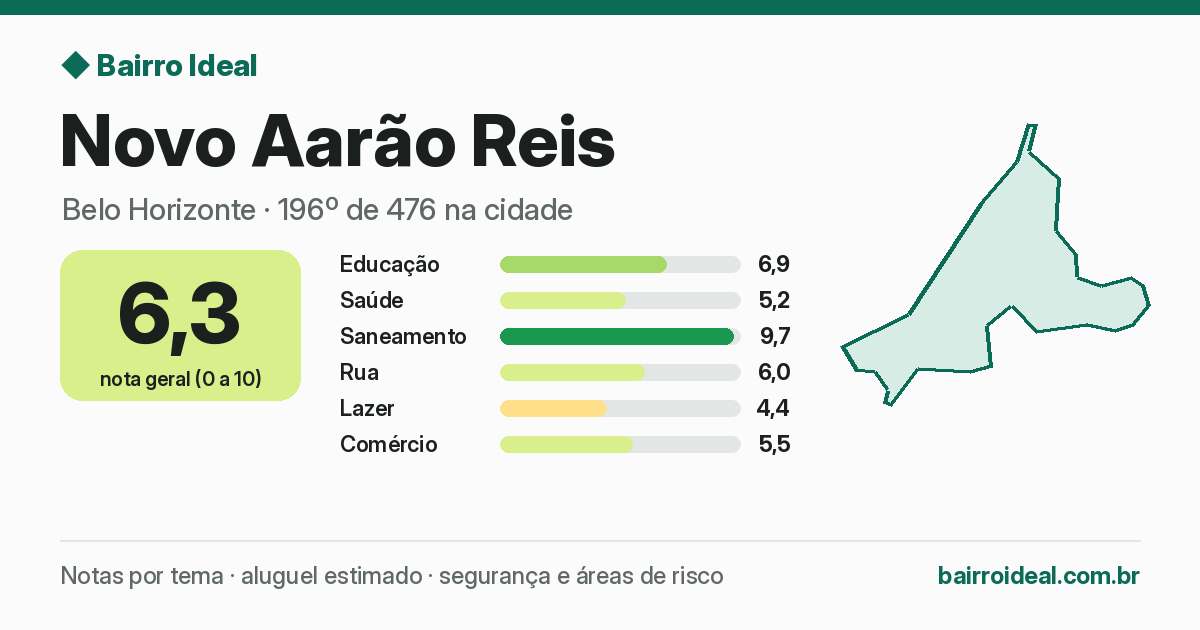 Bairro Ideal
Novo Aarão Reis
Belo Horizonte · 196º de 476 na cidade
6,3
nota geral (0 a 10)
Educação 6,9
Saúde 5,2
Saneamento 9,7
Rua 6,0
Lazer 4,4
Comércio 5,5
Notas por tema · aluguel estimado · segurança e áreas de risco
bairroideal.com.br